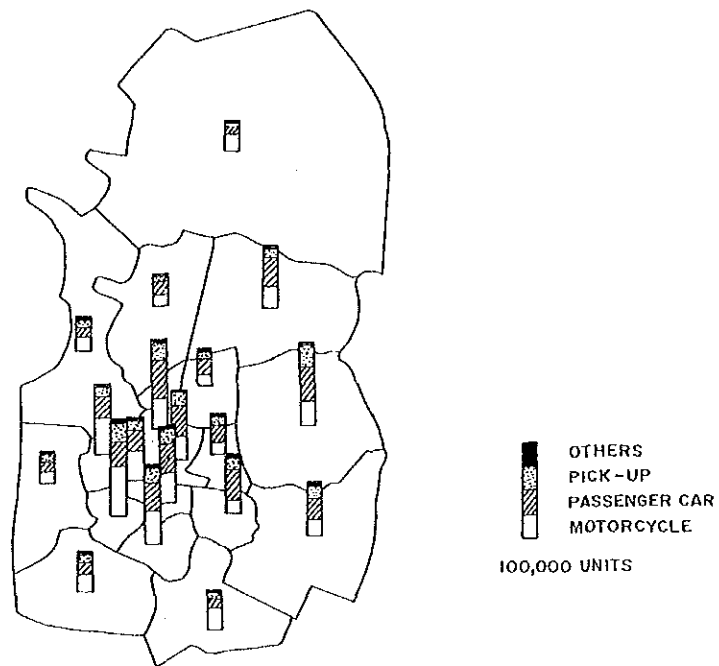 OTHERS
PICK-UP
PASSENGER CAR
MOTORCYCLE
100,000 UNITS